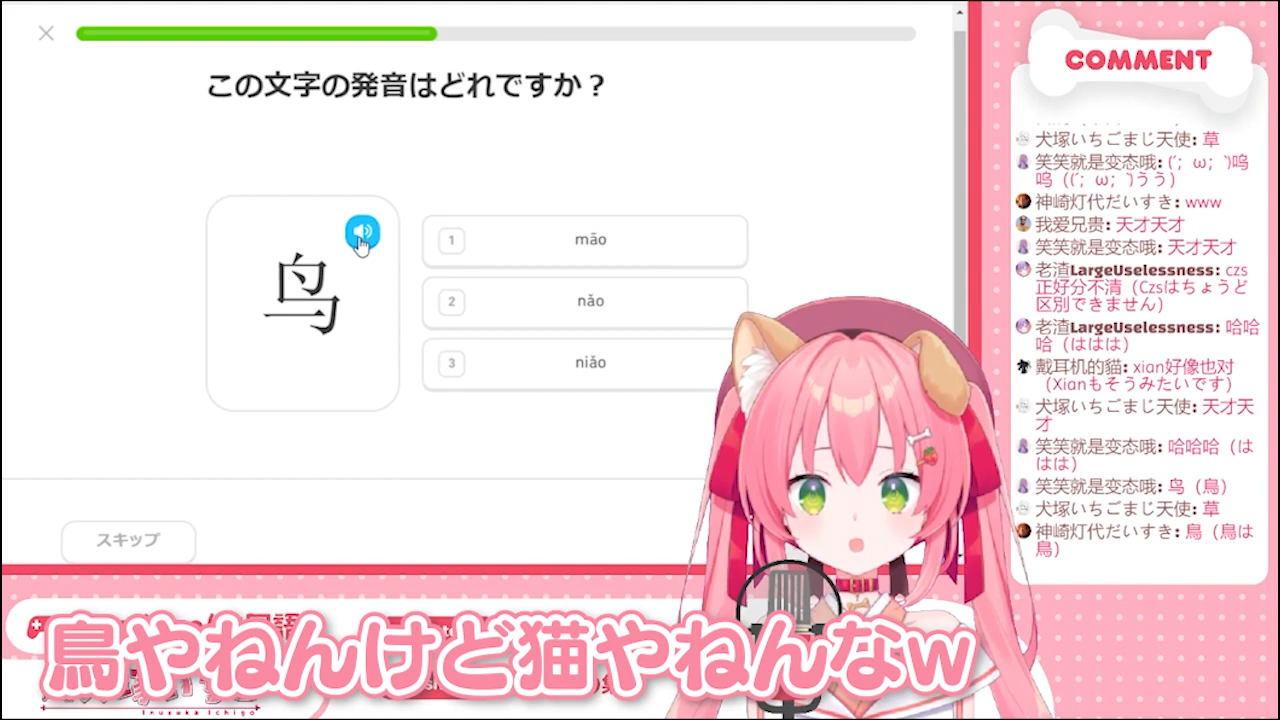 この文字の発音はどれですか？
鸟
1 māo
2 nǎo
3 niǎo
スキップ
COMMENT
犬塚いちごまじ天使: 草
笑笑就是变态哦: (´；ω；`)呜
呜（(´；ω；`)うう）
神崎灯代だいすき: www
我爱兄贵: 天才天才
笑笑就是变态哦: 天才天才
老渣LargeUselessness: czs
正好分不清（Czsはちょうど
区別できません）
老渣LargeUselessness: 哈哈
哈（ははは）
戴耳机的貓: xian好像也对
（Xianもそうみたいです）
犬塚いちごまじ天使: 天才天
才
笑笑就是变态哦: 哈哈哈（は
はは）
笑笑就是变态哦: 鸟（鳥）
犬塚いちごまじ天使: 草
神崎灯代だいすき: 鳥（鳥は
鳥）
鳥やねんけど猫やねんなw
Inuzuka Ichigo